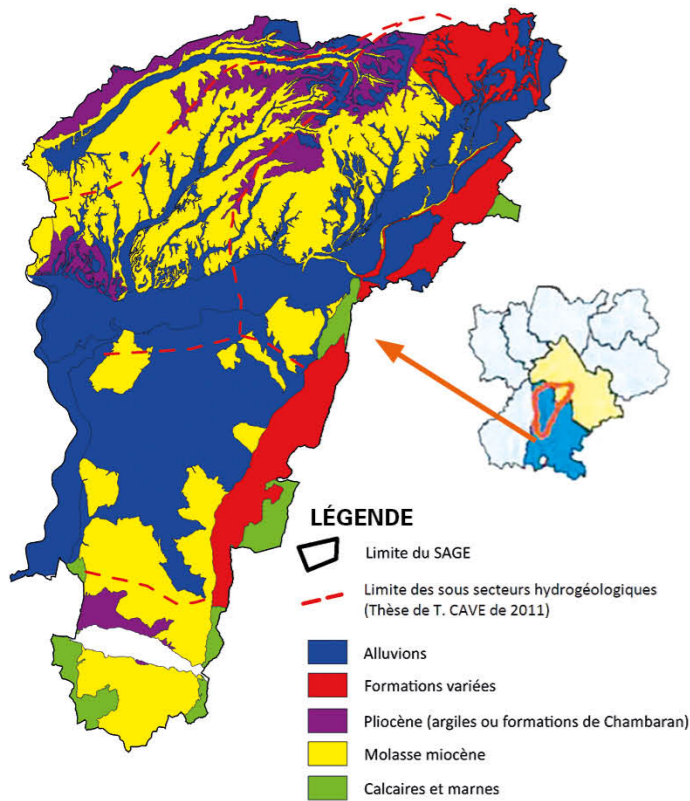 LÉGENDE
Limite du SAGE
Limite des sous secteurs hydrogéologiques
(Thèse de T. CAVE de 2011)
Alluvions
Formations variées
Pliocène (argiles ou formations de Chambaran)
Molasse miocène
Calcaires et marnes